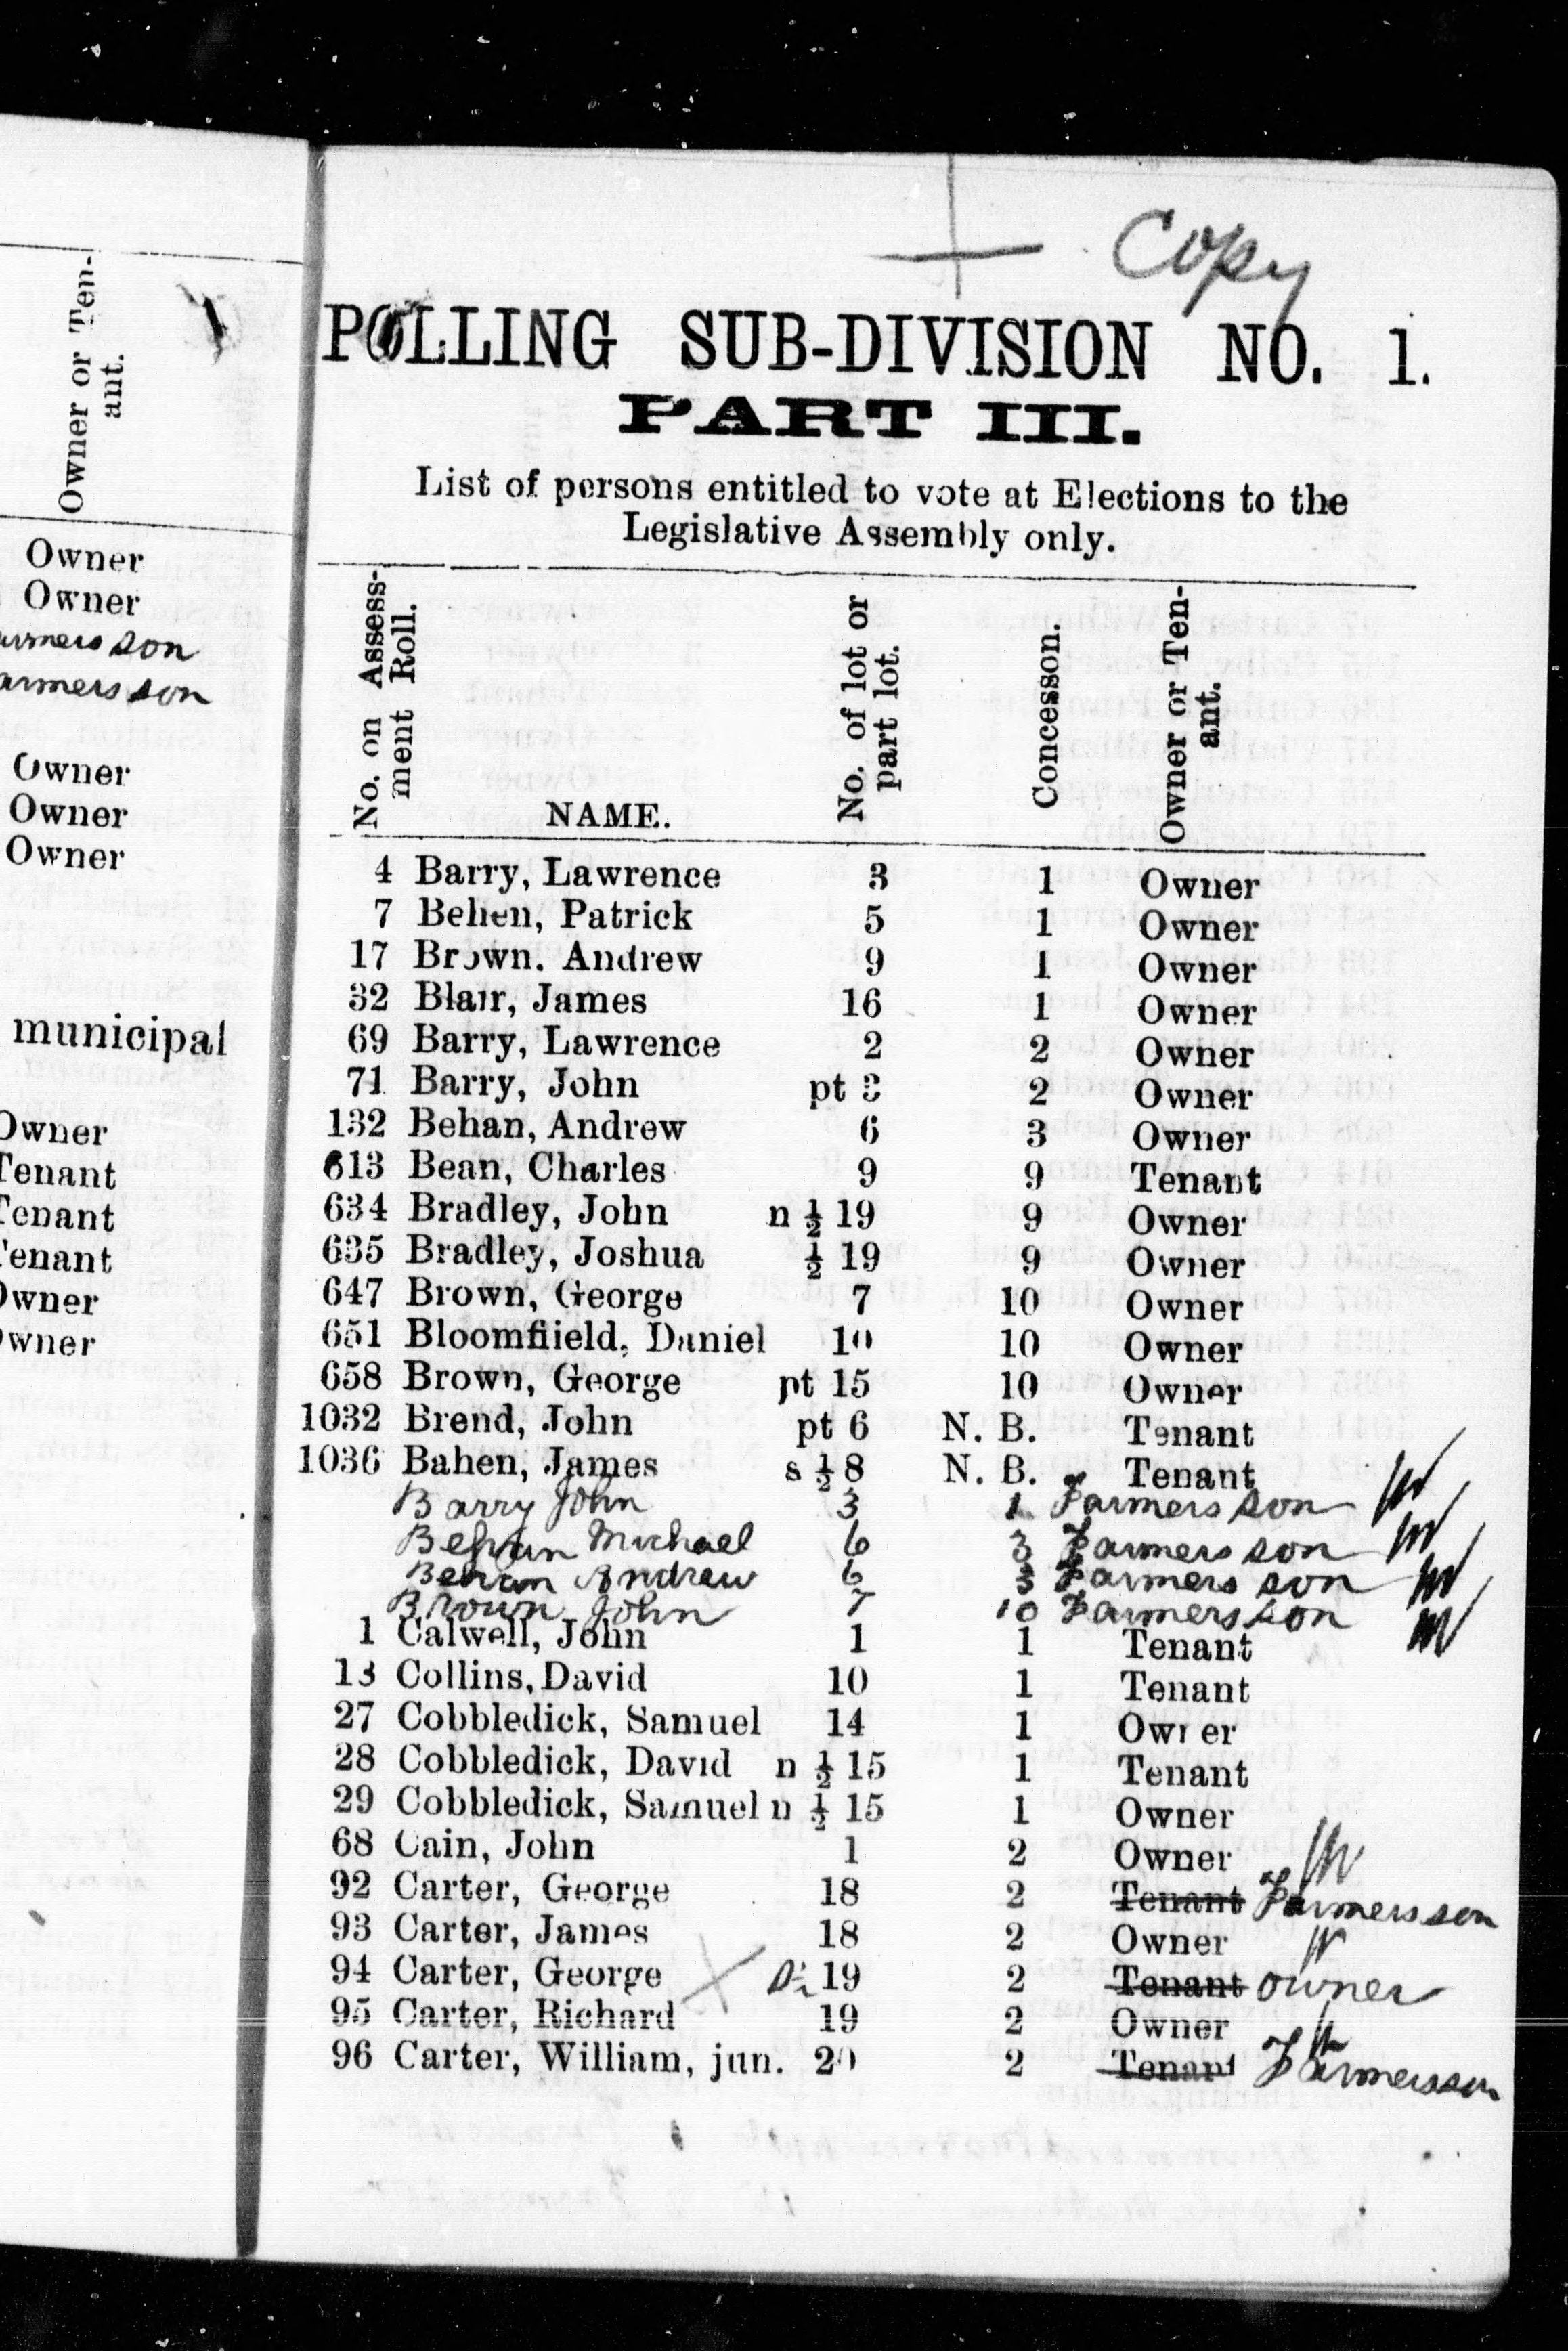 Owner or Ten-
ant.
Owner
Owner
son
son
Owner
Owner
Owner
municipal
Owner
Tenant
Tenant
Tenant
Owner
Owner
Copy
POLLING SUB-DIVISION NO. 1.
PART III.
List of persons entitled to vote at Elections to the
Legislative Assembly only.
No. on Assess-
ment Roll.
NAME.
No. of lot or
part lot.
Concesson.
Owner or Ten-
ant.
4 Barry, Lawrence 3 1 Owner
7 Behen, Patrick 5 1 Owner
17 Brown. Andrew 9 1 Owner
32 Blair, James 16 1 Owner
69 Barry, Lawrence 2 2 Owner
71 Barry, John pt 3 2 Owner
132 Behan, Andrew 6 3 Owner
613 Bean, Charles 9 9 Tenant
634 Bradley, John n ½ 19 9 Owner
635 Bradley, Joshua ½ 19 9 Owner
647 Brown, George 7 10 Owner
651 Bloomfiield, Daniel 10 10 Owner
658 Brown, George pt 15 10 Owner
1032 Brend, John pt 6 N. B. Tenant
1036 Bahen, James s ½ 8 N. B. Tenant
Barry John 3 1 Farmers son
Behan Michael 6 3 Farmers son
Behan Andrew 6 3 Farmers son
Brown John 7 10 Farmers son
1 Calwell, John 1 1 Tenant
13 Collins, David 10 1 Tenant
27 Cobbledick, Samuel 14 1 Owner
28 Cobbledick, David n ½ 15 1 Tenant
29 Cobbledick, Samuel n ½ 15 1 Owner
68 Cain, John 1 2 Owner
92 Carter, George 18 2 Tenant Farmers son
93 Carter, James 18 2 Owner
94 Carter, George 19 2 Tenant owner
95 Carter, Richard 19 2 Owner
96 Carter, William, jun. 20 2 Tenant Farmers son